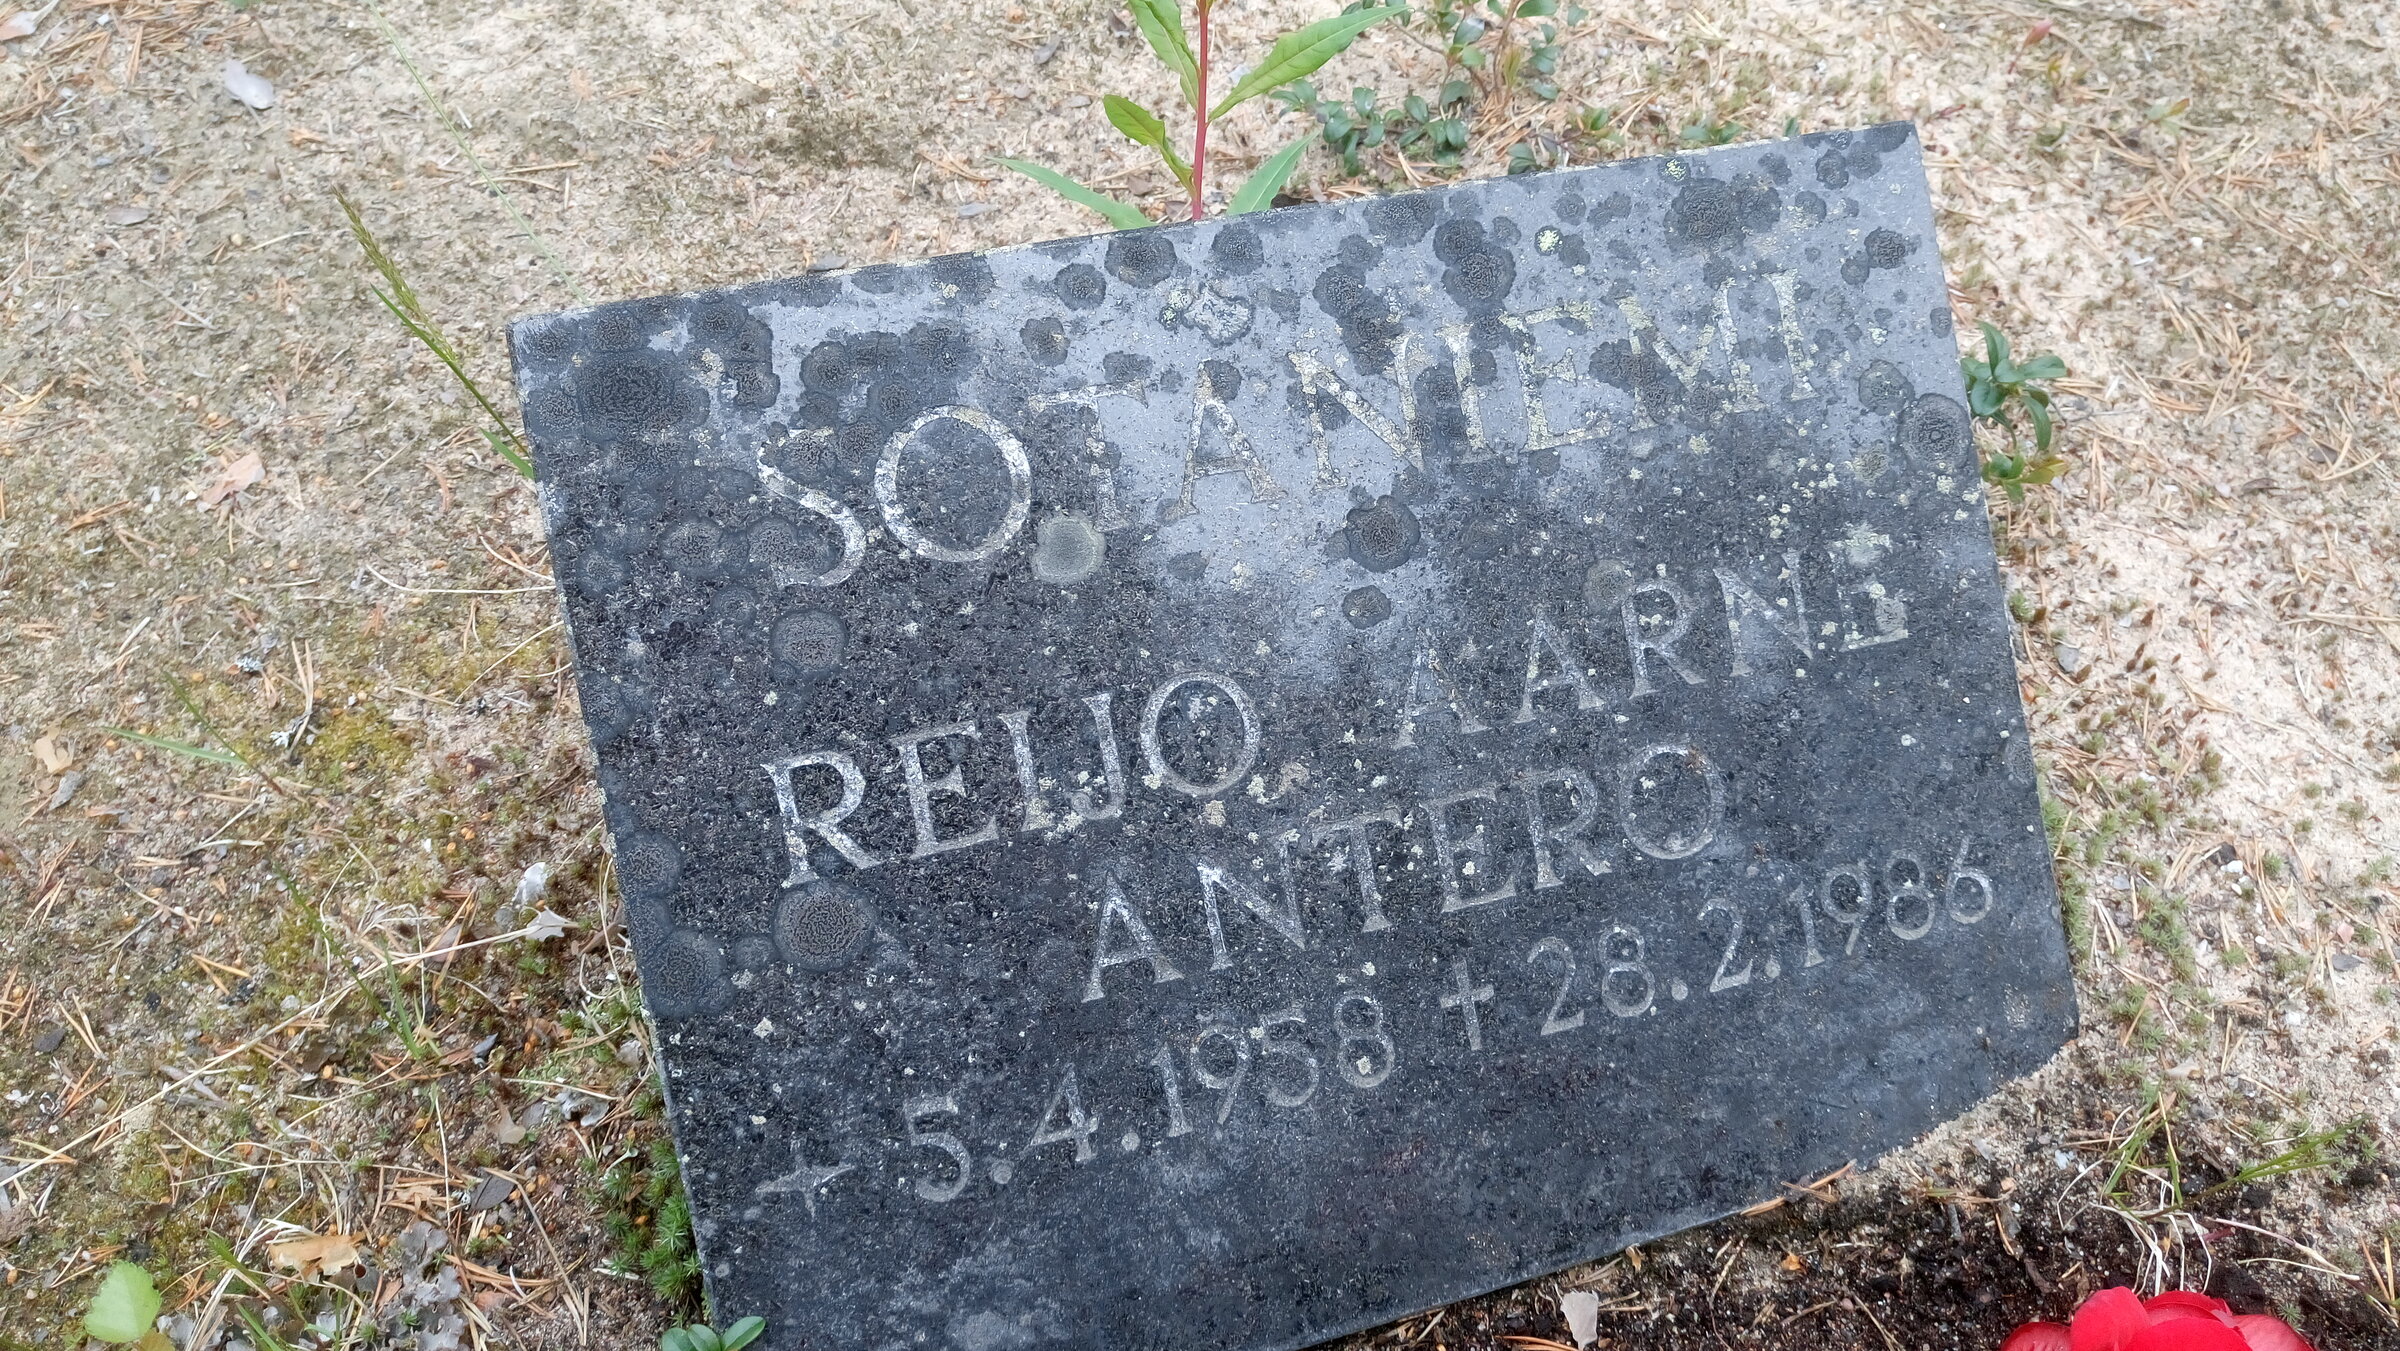 SOTANIEMI
REIJO AARNE
ANTERO
5.4.1958 † 28.2.1986